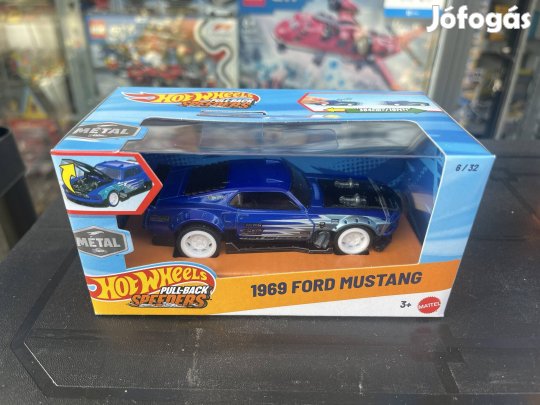 Jófogás
HOT WHEELS
PULL-BACK
SPEEDERS
METAL
6 / 32
METAL
HOT WHEELS
PULL-BACK
SPEEDERS
1969 FORD MUSTANG
3+
MATTEL